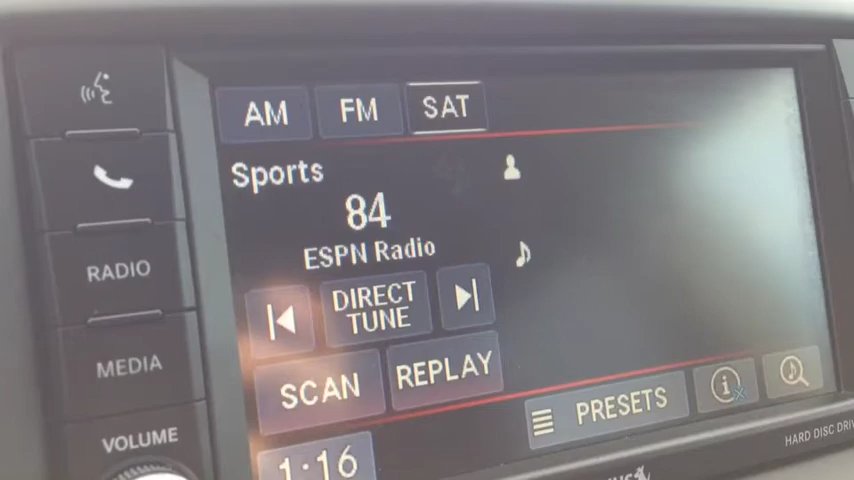 AM FM SAT
Sports
84
ESPN Radio
RADIO
DIRECT
TUNE
MEDIA
SCAN
REPLAY
PRESETS
VOLUME
1:16
HARD DISC